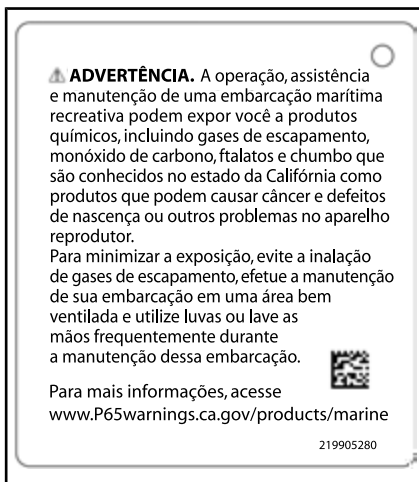 ⚠ ADVERTÊNCIA. A operação, assistência
e manutenção de uma embarcação marítima
recreativa podem expor você a produtos
químicos, incluindo gases de escapamento,
monóxido de carbono, ftalatos e chumbo que
são conhecidos no estado da Califórnia como
produtos que podem causar câncer e defeitos
de nascença ou outros problemas no aparelho
reprodutor.
Para minimizar a exposição, evite a inalação
de gases de escapamento, efetue a manutenção
de sua embarcação em uma área bem
ventilada e utilize luvas ou lave as
mãos frequentemente durante
a manutenção dessa embarcação.
Para mais informações, acesse
www.P65warnings.ca.gov/products/marine
219905280